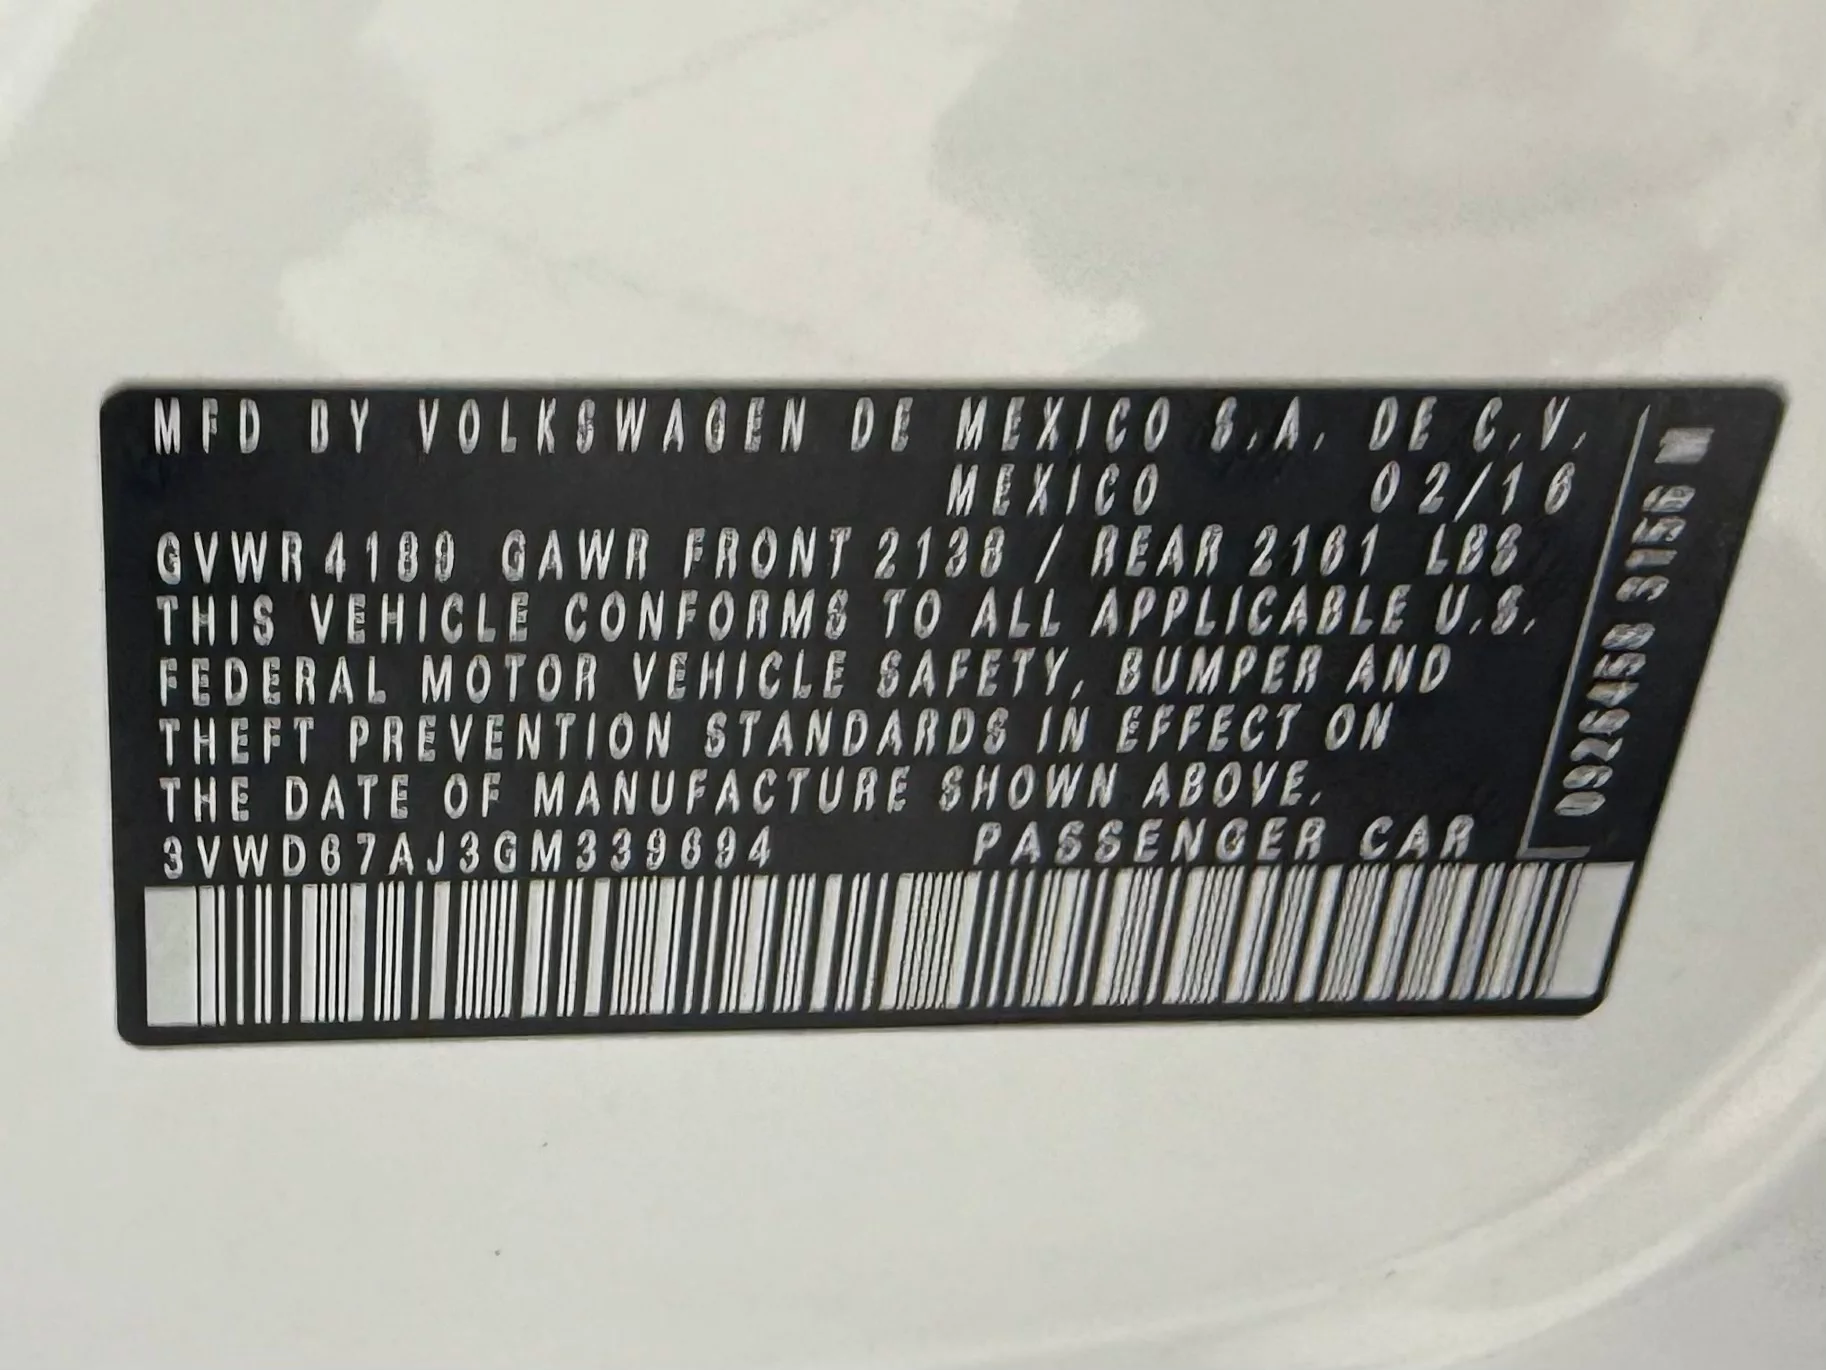 MFD BY VOLKSWAGEN DE MEXICO S.A. DE C.V.
MEXICO 02/16
GVWR 4189 GAWR FRONT 2138 / REAR 2161 LBS
THIS VEHICLE CONFORMS TO ALL APPLICABLE U.S.
FEDERAL MOTOR VEHICLE SAFETY, BUMPER AND
THEFT PREVENTION STANDARDS IN EFFECT ON
THE DATE OF MANUFACTURE SHOWN ABOVE.
3VWD67AJ3GM339694 PASSENGER CAR